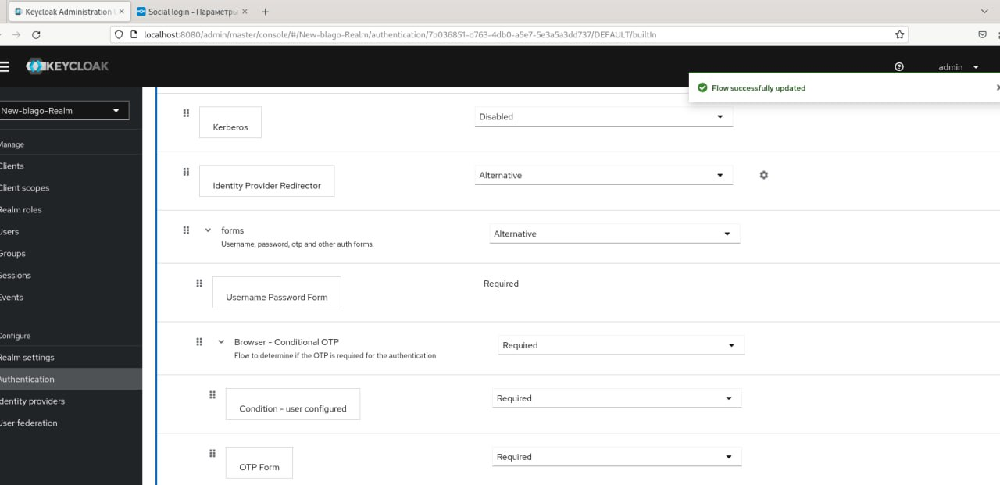 Keycloak Administration
Social login - Параметры
localhost:8080/admin/master/console/#/New-blago-Realm/authentication/7b036851-d763-4db0-a5e7-5e3a5a3dd737/DEFAULT/builtIn
KEYCLOAK
admin
Flow successfully updated
New-blago-Realm
Manage
Clients
Client scopes
Realm roles
Users
Groups
Sessions
Events
Configure
Realm settings
Authentication
Identity providers
User federation
Kerberos
Disabled
Identity Provider Redirector
Alternative
forms
Username, password, otp and other auth forms.
Alternative
Username Password Form
Required
Browser - Conditional OTP
Flow to determine if the OTP is required for the authentication
Required
Condition - user configured
Required
OTP Form
Required